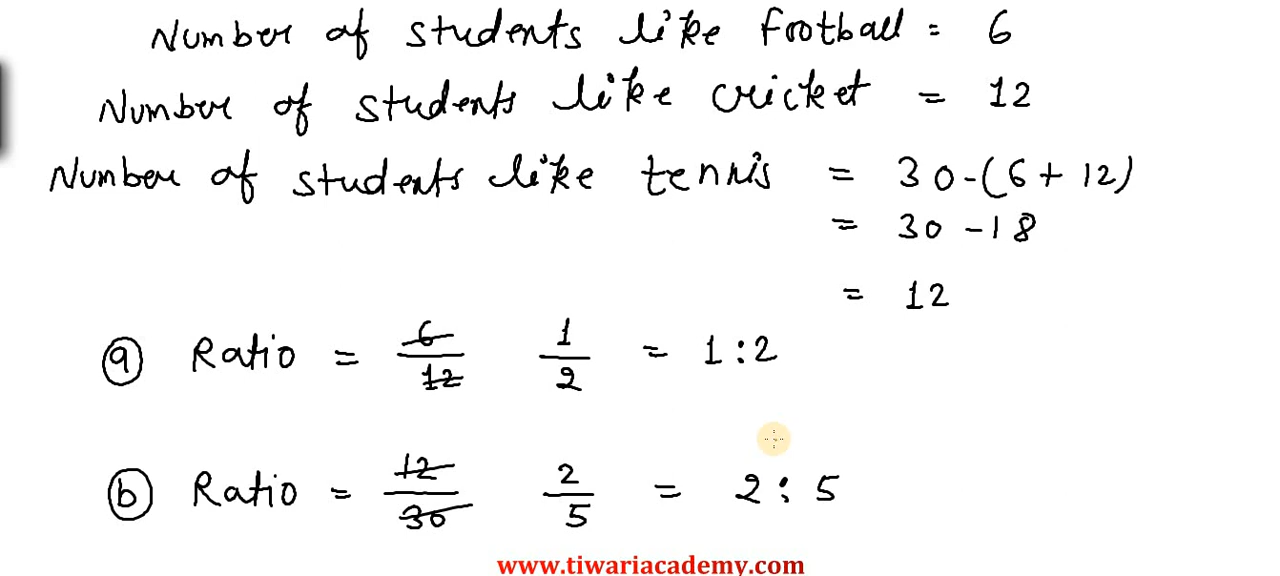 Number of students like football = 6
Number of students like cricket = 12
Number of students like tennis = 30-(6+12)
= 30-18
= 12
(a) Ratio = 6/12 1/2 = 1:2
(b) Ratio = 12/30 2/5 = 2:5
www.tiwariacademy.com